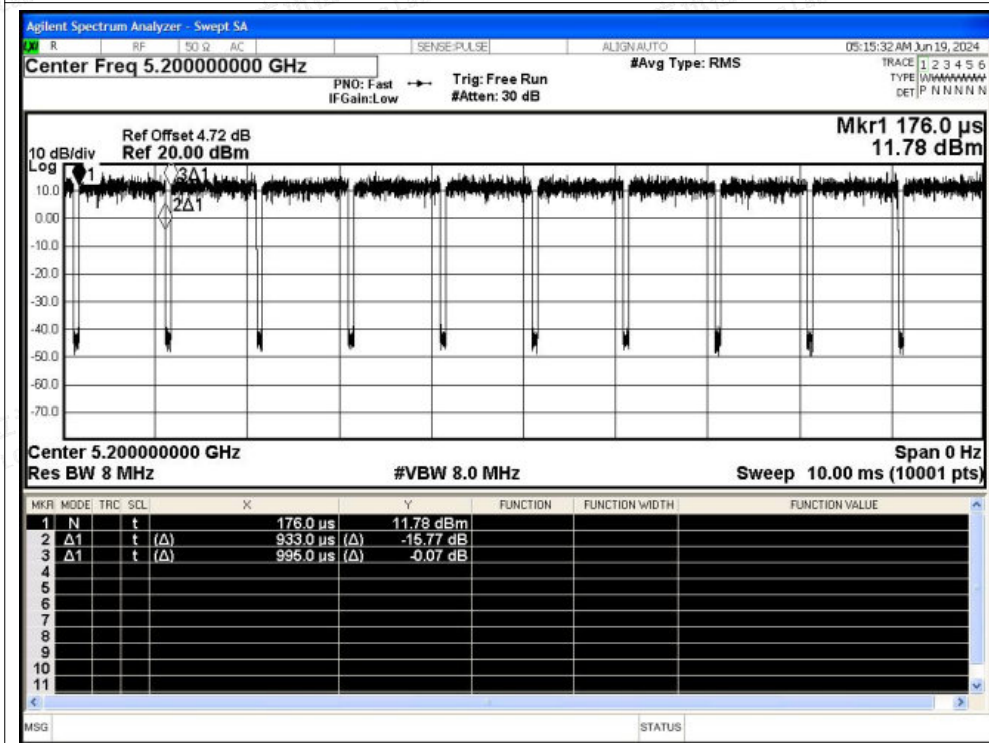 Agilent Spectrum Analyzer - Swept SA
LXI R RF 50 Ω AC SENSE:PULSE ALIGN AUTO 05:15:32 AM Jun 19, 2024
Center Freq 5.200000000 GHz #Avg Type: RMS TRACE 1 2 3 4 5 6
PNO: Fast Trig: Free Run TYPE WWWWWW
IFGain:Low #Atten: 30 dB DET P N N N N N
Mkr1 176.0 µs
Ref Offset 4.72 dB
10 dB/div Ref 20.00 dBm 11.78 dBm
Log
1 3Δ1
10.0
2Δ1
0.00
-10.0
-20.0
-30.0
-40.0
-50.0
-60.0
-70.0
Center 5.200000000 GHz Span 0 Hz
Res BW 8 MHz #VBW 8.0 MHz Sweep 10.00 ms (10001 pts)
MKR MODE TRC SCL X Y FUNCTION FUNCTION WIDTH FUNCTION VALUE
1 N t 176.0 µs 11.78 dBm
2 Δ1 t (Δ) 933.0 µs (Δ) -15.77 dB
3 Δ1 t (Δ) 995.0 µs (Δ) -0.07 dB
4
5
6
7
8
9
10
11
MSG STATUS